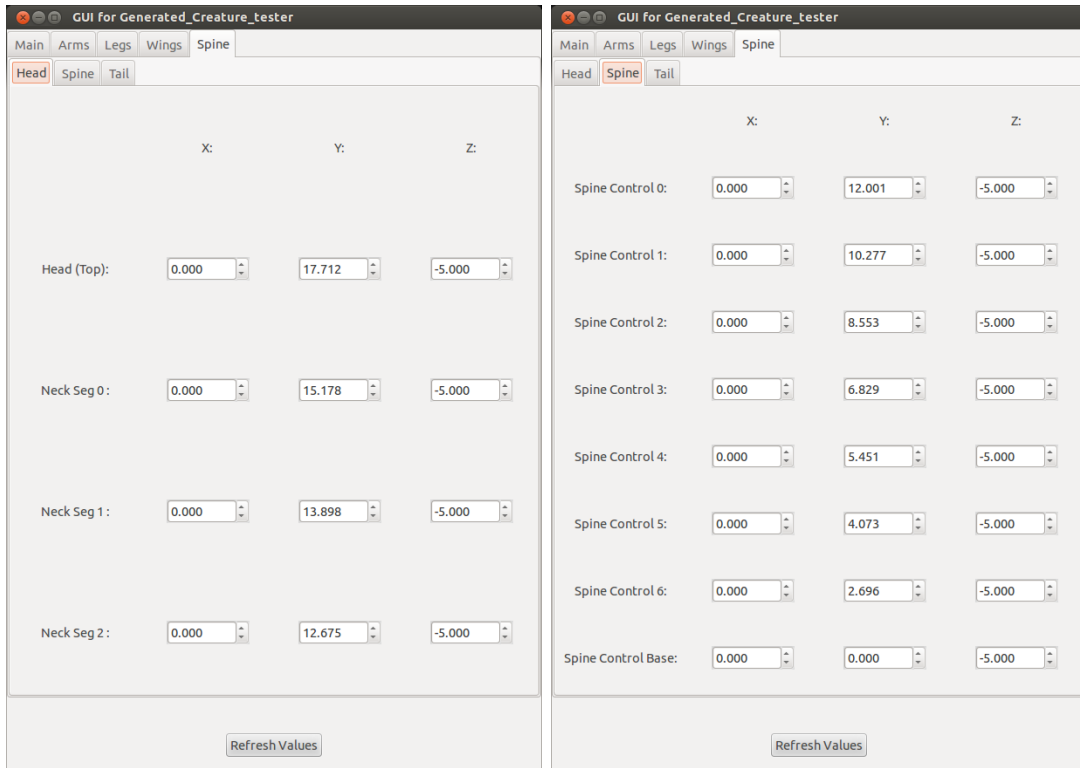 GUI for Generated_Creature_tester
Main Arms Legs Wings Spine
Head Spine Tail
X: Y: Z:
Head (Top): 0.000 17.712 -5.000
Neck Seg 0 : 0.000 15.178 -5.000
Neck Seg 1 : 0.000 13.898 -5.000
Neck Seg 2 : 0.000 12.675 -5.000
Refresh Values
GUI for Generated_Creature_tester
Main Arms Legs Wings Spine
Head Spine Tail
X: Y: Z:
Spine Control 0: 0.000 12.001 -5.000
Spine Control 1: 0.000 10.277 -5.000
Spine Control 2: 0.000 8.553 -5.000
Spine Control 3: 0.000 6.829 -5.000
Spine Control 4: 0.000 5.451 -5.000
Spine Control 5: 0.000 4.073 -5.000
Spine Control 6: 0.000 2.696 -5.000
Spine Control Base: 0.000 0.000 -5.000
Refresh Values